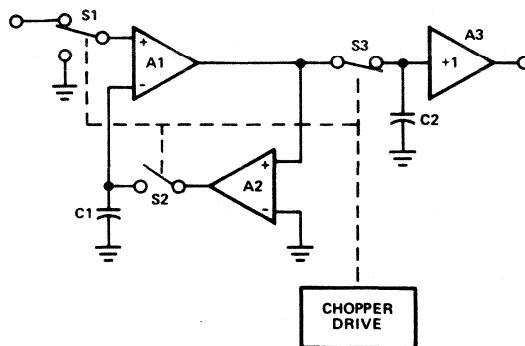 S1
+
A1
-
S3
A3
+1
C2
+
A2
-
S2
C1
CHOPPER
DRIVE